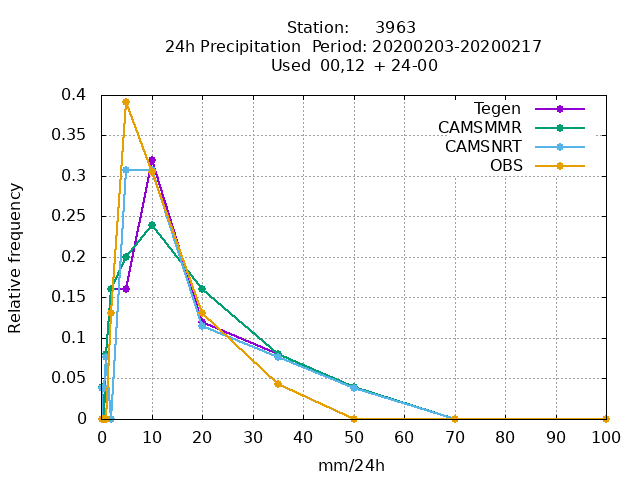 Station: 3963
24h Precipitation Period: 20200203-20200217
Used 00,12 + 24-00
Tegen
CAMSMMR
CAMSNRT
OBS
0.4
0.35
0.3
0.25
0.2
0.15
0.1
0.05
0
Relative frequency
0 10 20 30 40 50 60 70 80 90 100
mm/24h